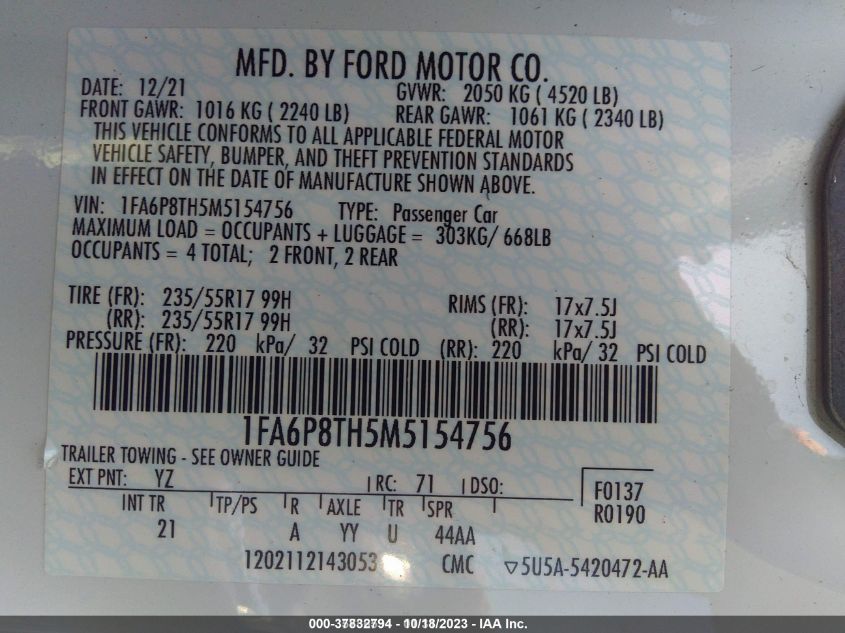 MFD. BY FORD MOTOR CO.
DATE: 12/21 GVWR: 2050 KG ( 4520 LB)
FRONT GAWR: 1016 KG ( 2240 LB) REAR GAWR: 1061 KG ( 2340 LB)
THIS VEHICLE CONFORMS TO ALL APPLICABLE FEDERAL MOTOR
VEHICLE SAFETY, BUMPER, AND THEFT PREVENTION STANDARDS
IN EFFECT ON THE DATE OF MANUFACTURE SHOWN ABOVE.
VIN: 1FA6P8TH5M5154756 TYPE: Passenger Car
MAXIMUM LOAD = OCCUPANTS + LUGGAGE = 303KG/ 668LB
OCCUPANTS = 4 TOTAL; 2 FRONT, 2 REAR
TIRE (FR): 235/55R17 99H RIMS (FR): 17x7.5J
(RR): 235/55R17 99H (RR): 17x7.5J
PRESSURE (FR): 220 kPa/ 32 PSI COLD (RR): 220 kPa/ 32 PSI COLD
1FA6P8TH5M5154756
TRAILER TOWING - SEE OWNER GUIDE
EXT PNT: YZ RC: 71 DSO: F0137
INT TR TP/PS R AXLE TR SPR R0190
21 A YY U 44AA
1202112143053 CMC ▽5U5A-5420472-AA
000-37832794 - 10/18/2023 - IAA Inc.